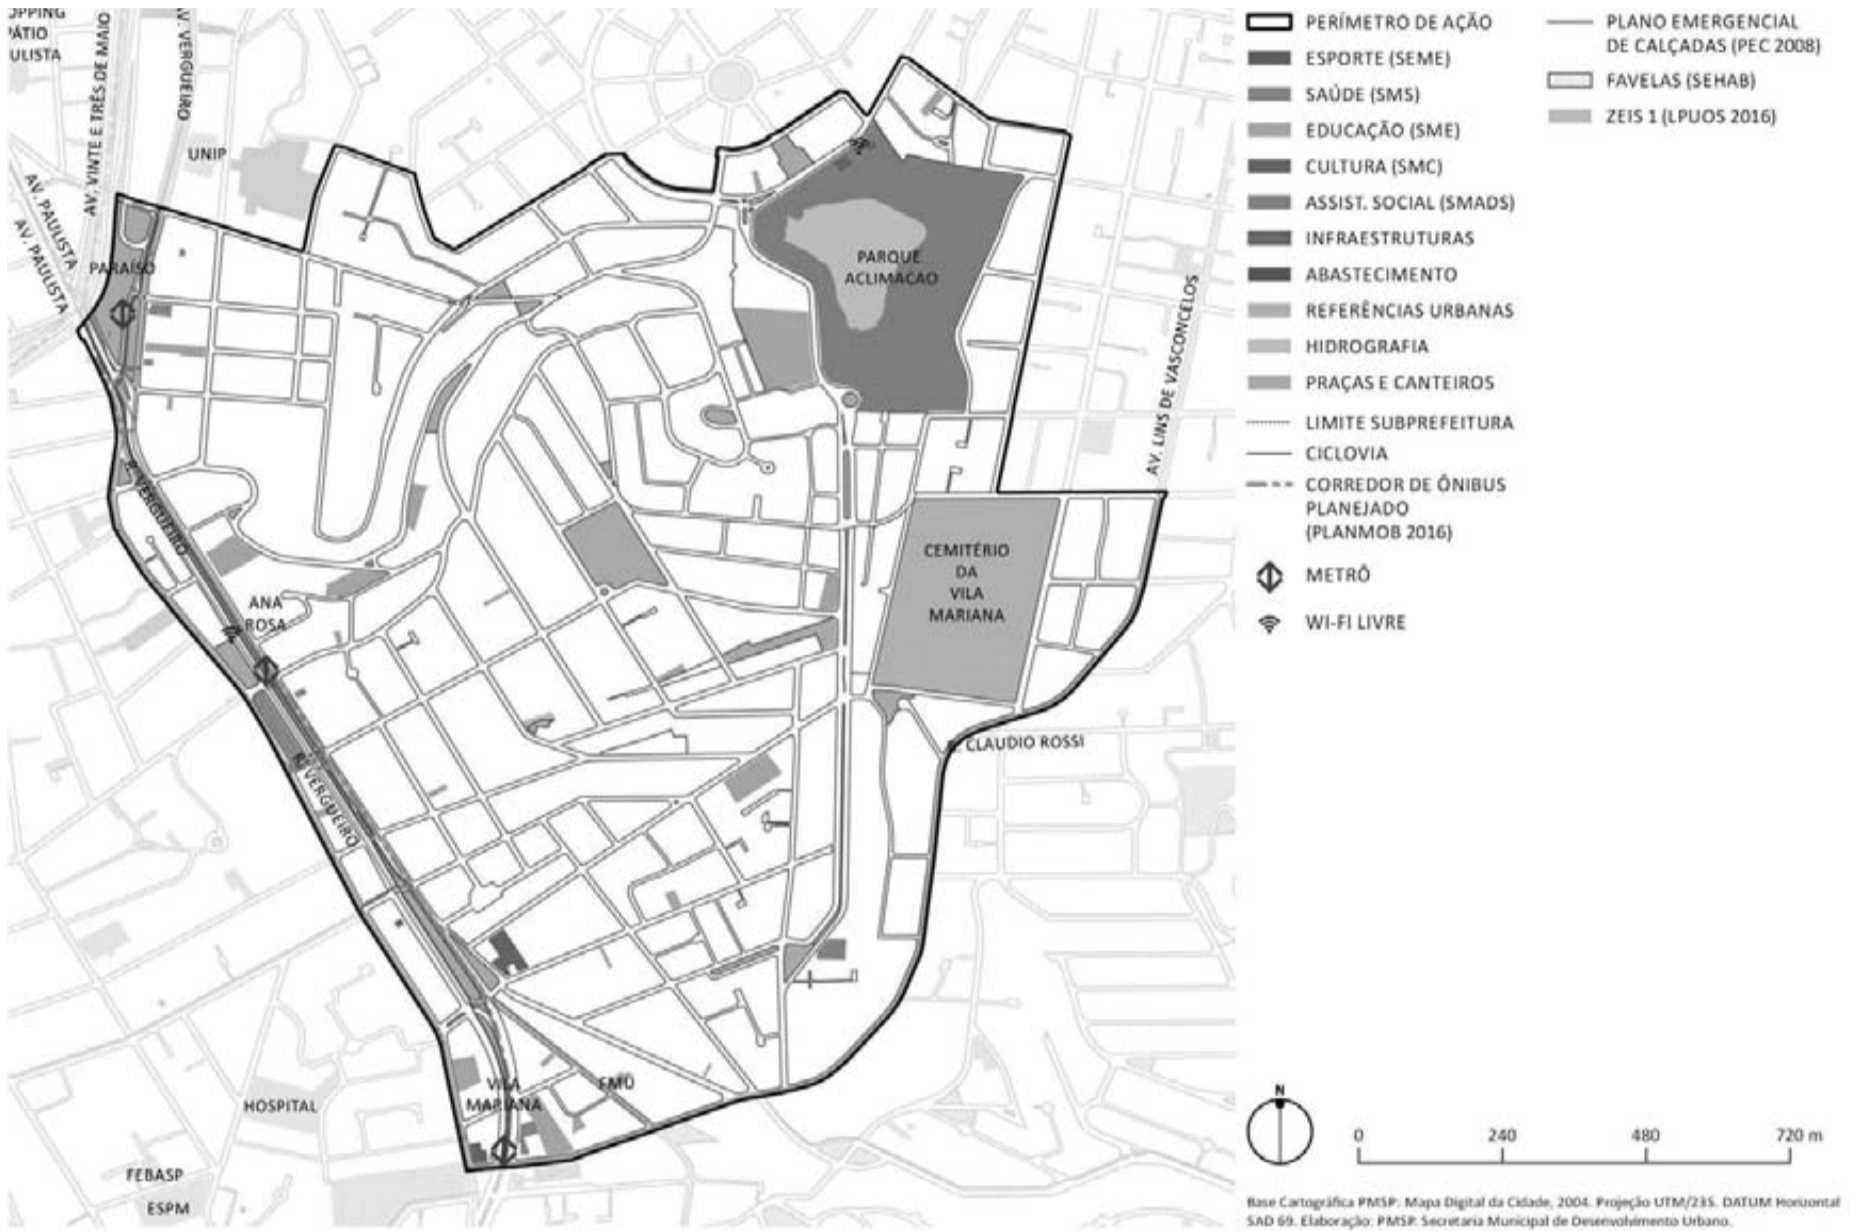 OPPING
PÁTIO
ULISTA
AV. VINTE E TRÊS DE MAIO
AV. VERGUEIRO
UNIP
AV. PAULISTA
AV. PAULISTA
PARAÍSO
PARQUE
ACLIMACAO
AV. LINS DE VASCONCELOS
R. VERGUEIRO
CEMITÉRIO
DA
VILA
MARIANA
ANA
ROSA
R. VERGUEIRO
R. CLAUDIO ROSSI
VILA
MARIANA
FMU
HOSPITAL
FEBASP
ESPM
PERÍMETRO DE AÇÃO
ESPORTE (SEME)
SAÚDE (SMS)
EDUCAÇÃO (SME)
CULTURA (SMC)
ASSIST. SOCIAL (SMADS)
INFRAESTRUTURAS
ABASTECIMENTO
REFERÊNCIAS URBANAS
HIDROGRAFIA
PRAÇAS E CANTEIROS
LIMITE SUBPREFEITURA
CICLOVIA
CORREDOR DE ÔNIBUS
PLANEJADO
(PLANMOB 2016)
METRÔ
WI-FI LIVRE
PLANO EMERGENCIAL
DE CALÇADAS (PEC 2008)
FAVELAS (SEHAB)
ZEIS 1 (LPUOS 2016)
N
0 240 480 720 m
Base Cartográfica PMSP: Mapa Digital da Cidade, 2004. Projeção UTM/23S. DATUM Horizontal
SAD 69. Elaboração: PMSP. Secretaria Municipal de Desenvolvimento Urbano.